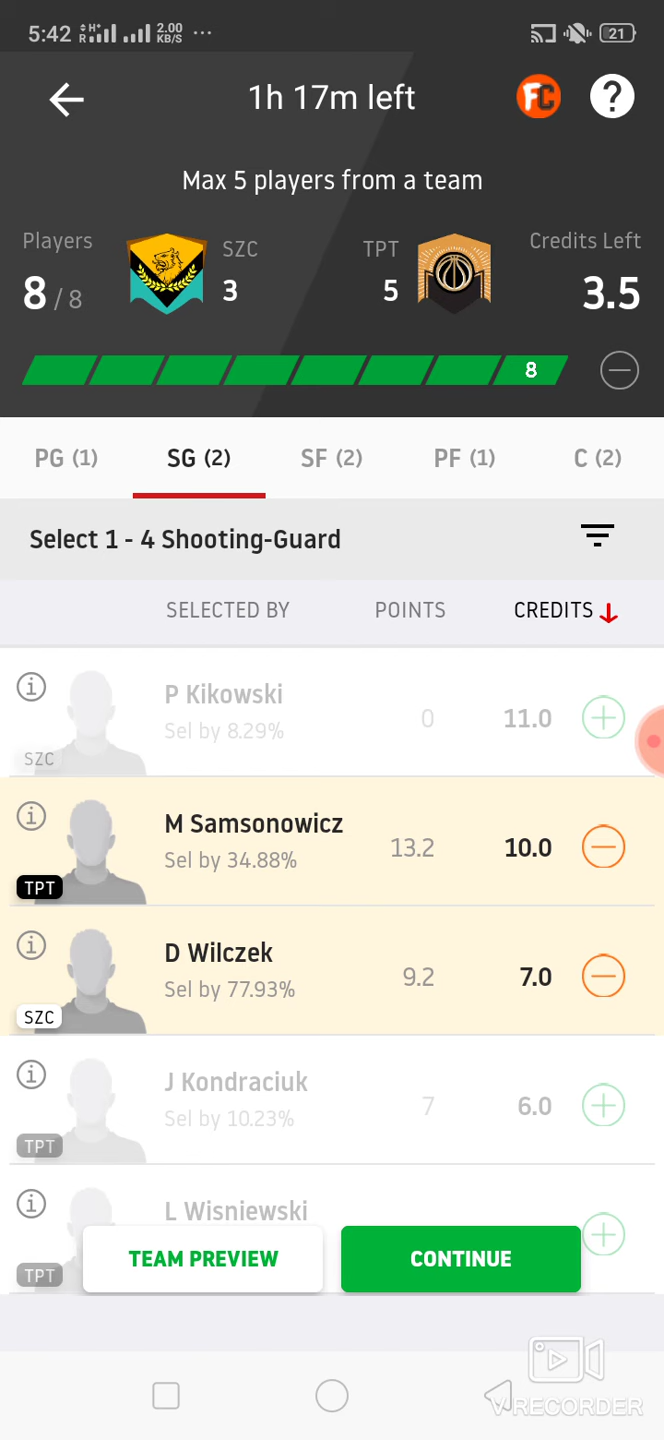 5:42 R H+ 2.00 KB/S ... 21
1h 17m left FC ?
Max 5 players from a team
Players SZC TPT Credits Left
8 / 8 3 5 3.5
8
PG (1) SG (2) SF (2) PF (1) C (2)
Select 1 - 4 Shooting-Guard
SELECTED BY POINTS CREDITS
P Kikowski
Sel by 8.29% 0 11.0
SZC
M Samsonowicz
Sel by 34.88% 13.2 10.0
TPT
D Wilczek
Sel by 77.93% 9.2 7.0
SZC
J Kondraciuk
Sel by 10.23% 7 6.0
TPT
L Wisniewski
TEAM PREVIEW CONTINUE
TPT
V RECORDER